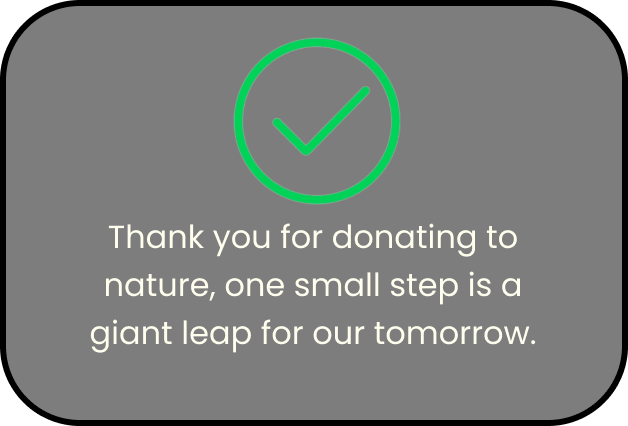 Thank you for donating to
nature, one small step is a
giant leap for our tomorrow.